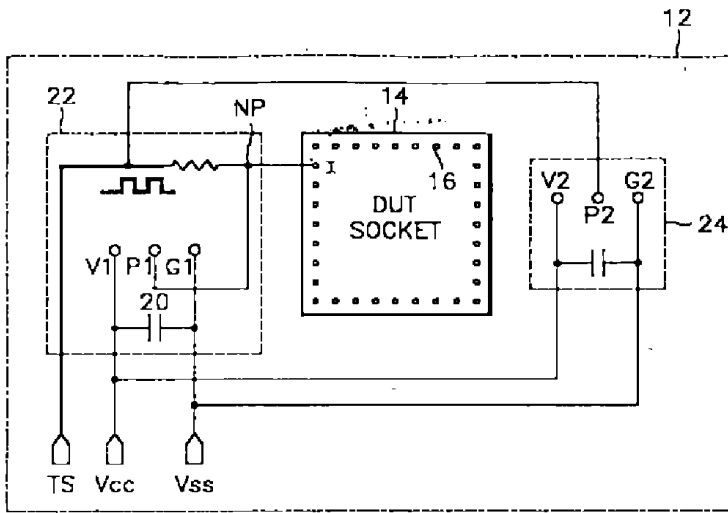 12
22
NP
14
I
16
DUT
SOCKET
V2
P2
G2
24
V1
P1
G1
20
TS
Vcc
Vss